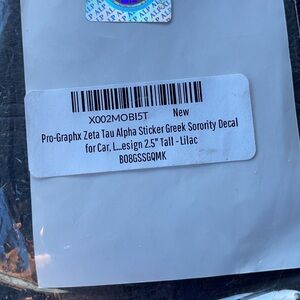 X002MOBI5T New
Pro-Graphx Zeta Tau Alpha Sticker Greek Sorority Decal
for Car, L...esign 2.5" Tall - Lilac
B08GSSGQMK